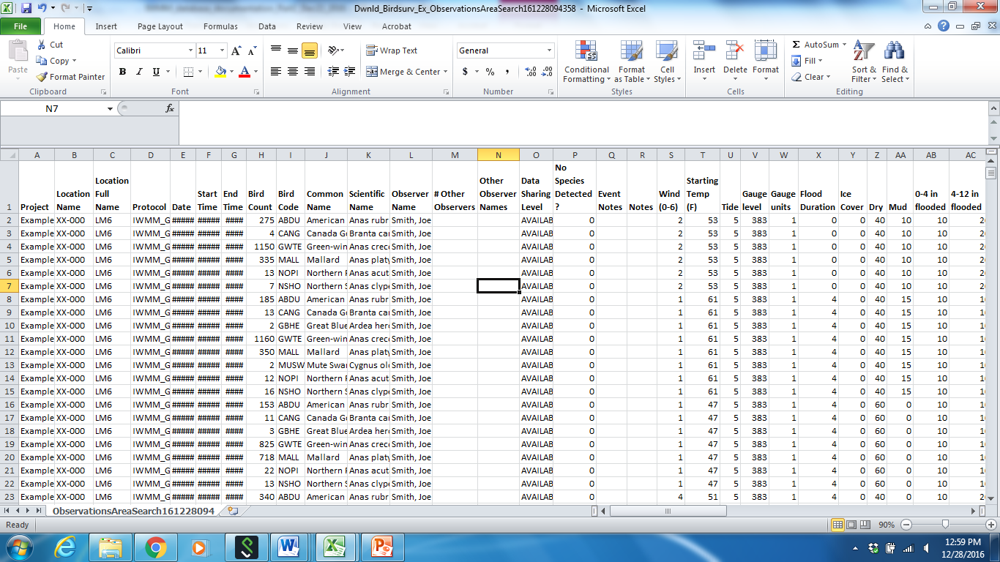 Dwnld_Birdsurv_Ex_ObservationsAreaSearch161228094358 - Microsoft Excel
File Home Insert Page Layout Formulas Data Review View Acrobat
Paste
Cut
Copy
Format Painter
Clipboard
Calibri 11
B I U
Font
Wrap Text
Merge & Center
Alignment
General
$ % ,
Number
Conditional Formatting
Format as Table
Cell Styles
Styles
Insert Delete Format
Cells
AutoSum
Fill
Clear
Sort & Filter
Find & Select
Editing
N7 fx
A B C D E F G H I J K L M N O P Q R S T U V W X Y Z AA AB AC
1 Project Location Name Location Full Name Protocol Date Start Time End Time Bird Count Bird Code Common Name Scientific Name Observer Name # Other Observers Other Observer Names Data Sharing Level No Species Detected ? Event Notes Notes Wind (0-6) Starting Temp (F) Tide Gauge level Gauge units Flood Duration Ice Cover Dry Mud 0-4 in flooded 4-12 in flooded
2 Example XX-000 LM6 IWMM_G ##### ##### #### 275 ABDU American Anas rubr Smith, Joe AVAILAB 0 2 53 5 383 1 0 0 40 10 10
3 Example XX-000 LM6 IWMM_G ##### ##### #### 4 CANG Canada Go Branta can Smith, Joe AVAILAB 0 2 53 5 383 1 0 0 40 10 10
4 Example XX-000 LM6 IWMM_G ##### ##### #### 1150 GWTE Green-win Anas crecc Smith, Joe AVAILAB 0 2 53 5 383 1 0 0 40 10 10
5 Example XX-000 LM6 IWMM_G ##### ##### #### 335 MALL Mallard Anas platy Smith, Joe AVAILAB 0 2 53 5 383 1 0 0 40 10 10
6 Example XX-000 LM6 IWMM_G ##### ##### #### 13 NOPI Northern Anas acut Smith, Joe AVAILAB 0 2 53 5 383 1 0 0 40 10 10
7 Example XX-000 LM6 IWMM_G ##### ##### #### 7 NSHO Northern S Anas clype Smith, Joe AVAILAB 0 2 53 5 383 1 0 0 40 10 10
8 Example XX-000 LM6 IWMM_G ##### ##### #### 185 ABDU American Anas rubr Smith, Joe AVAILAB 0 1 61 5 383 1 4 0 40 15 10
9 Example XX-000 LM6 IWMM_G ##### ##### #### 13 CANG Canada Go Branta can Smith, Joe AVAILAB 0 1 61 5 383 1 4 0 40 15 10
10 Example XX-000 LM6 IWMM_G ##### ##### #### 2 GBHE Great Blue Ardea hero Smith, Joe AVAILAB 0 1 61 5 383 1 4 0 40 15 10
11 Example XX-000 LM6 IWMM_G ##### ##### #### 1160 GWTE Green-win Anas crecc Smith, Joe AVAILAB 0 1 61 5 383 1 4 0 40 15 10
12 Example XX-000 LM6 IWMM_G ##### ##### #### 350 MALL Mallard Anas platy Smith, Joe AVAILAB 0 1 61 5 383 1 4 0 40 15 10
13 Example XX-000 LM6 IWMM_G ##### ##### #### 2 MUSW Mute Swan Cygnus olo Smith, Joe AVAILAB 0 1 61 5 383 1 4 0 40 15 10
14 Example XX-000 LM6 IWMM_G ##### ##### #### 12 NOPI Northern Anas acut Smith, Joe AVAILAB 0 1 61 5 383 1 4 0 40 15 10
15 Example XX-000 LM6 IWMM_G ##### ##### #### 16 NSHO Northern S Anas clype Smith, Joe AVAILAB 0 1 61 5 383 1 4 0 40 15 10
16 Example XX-000 LM6 IWMM_G ##### ##### #### 153 ABDU American Anas rubr Smith, Joe AVAILAB 0 1 47 5 383 1 4 0 60 0 10
17 Example XX-000 LM6 IWMM_G ##### ##### #### 11 CANG Canada Go Branta can Smith, Joe AVAILAB 0 1 47 5 383 1 4 0 60 0 10
18 Example XX-000 LM6 IWMM_G ##### ##### #### 3 GBHE Great Blue Ardea hero Smith, Joe AVAILAB 0 1 47 5 383 1 4 0 60 0 10
19 Example XX-000 LM6 IWMM_G ##### ##### #### 825 GWTE Green-win Anas crecc Smith, Joe AVAILAB 0 1 47 5 383 1 4 0 60 0 10
20 Example XX-000 LM6 IWMM_G ##### ##### #### 718 MALL Mallard Anas platy Smith, Joe AVAILAB 0 1 47 5 383 1 4 0 60 0 10
21 Example XX-000 LM6 IWMM_G ##### ##### #### 22 NOPI Northern Anas acut Smith, Joe AVAILAB 0 1 47 5 383 1 4 0 60 0 10
22 Example XX-000 LM6 IWMM_G ##### ##### #### 13 NSHO Northern S Anas clype Smith, Joe AVAILAB 0 1 47 5 383 1 4 0 60 0 10
23 Example XX-000 LM6 IWMM_G ##### ##### #### 340 ABDU American Anas rubr Smith, Joe AVAILAB 0 4 51 5 383 1 4 0 60 0 10
ObservationsAreaSearch161228094
Ready 90%
12:59 PM
12/28/2016